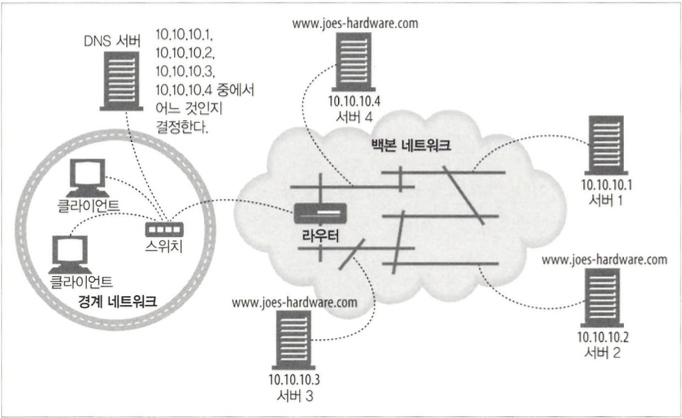 DNS 서버
10.10.10.1,
10.10.10.2,
10.10.10.3,
10.10.10.4 중에서
어느 것인지
결정한다.
www.joes-hardware.com
10.10.10.4
서버 4
백본 네트워크
10.10.10.1
서버 1
클라이언트
스위치
클라이언트
경계 네트워크
라우터
www.joes-hardware.com
10.10.10.2
서버 2
www.joes-hardware.com
10.10.10.3
서버 3